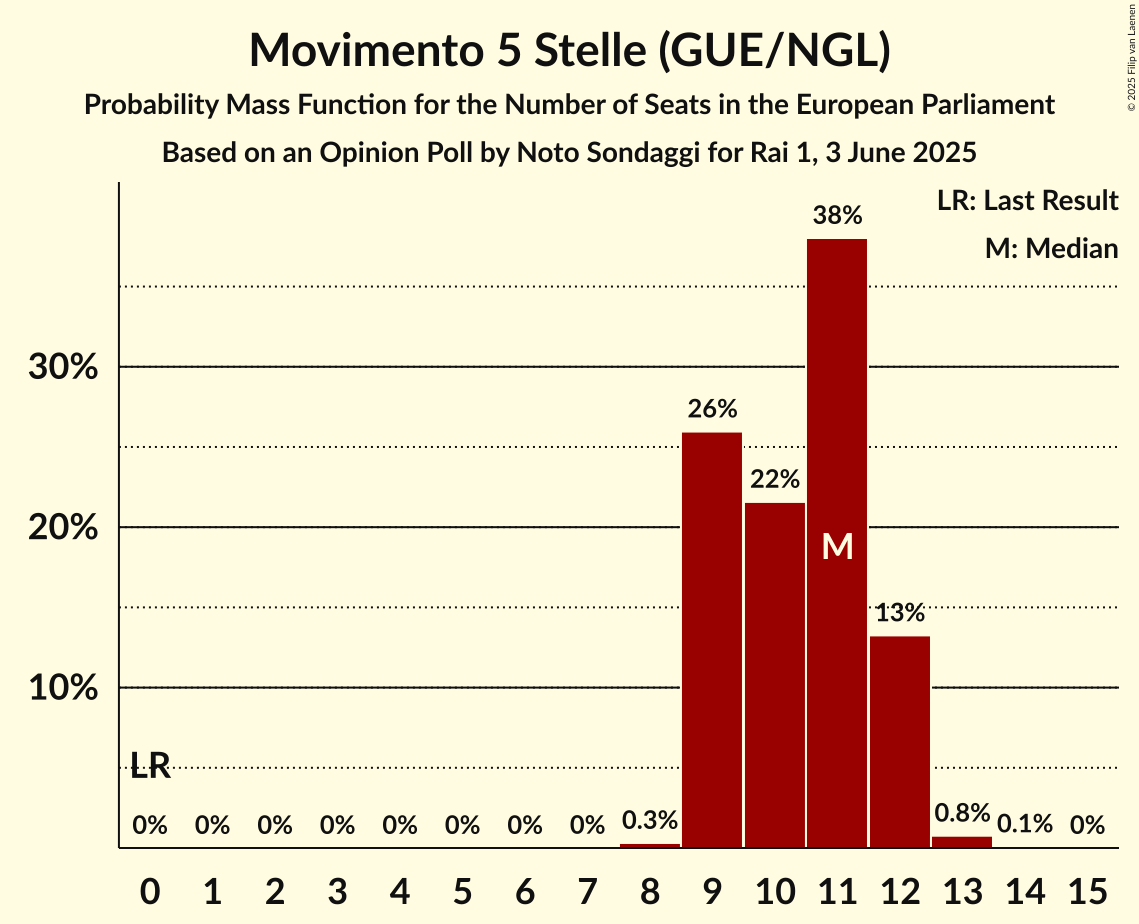 Movimento 5 Stelle (GUE/NGL)
Probability Mass Function for the Number of Seats in the European Parliament
Based on an Opinion Poll by Noto Sondaggi for Rai 1, 3 June 2025
© 2025 Filip van Laenen
LR: Last Result
M: Median
38%
30%
26%
22%
20%
M
13%
10%
LR
0% 0% 0% 0% 0% 0% 0% 0% 0.3% 0.8% 0.1% 0%
0 1 2 3 4 5 6 7 8 9 10 11 12 13 14 15